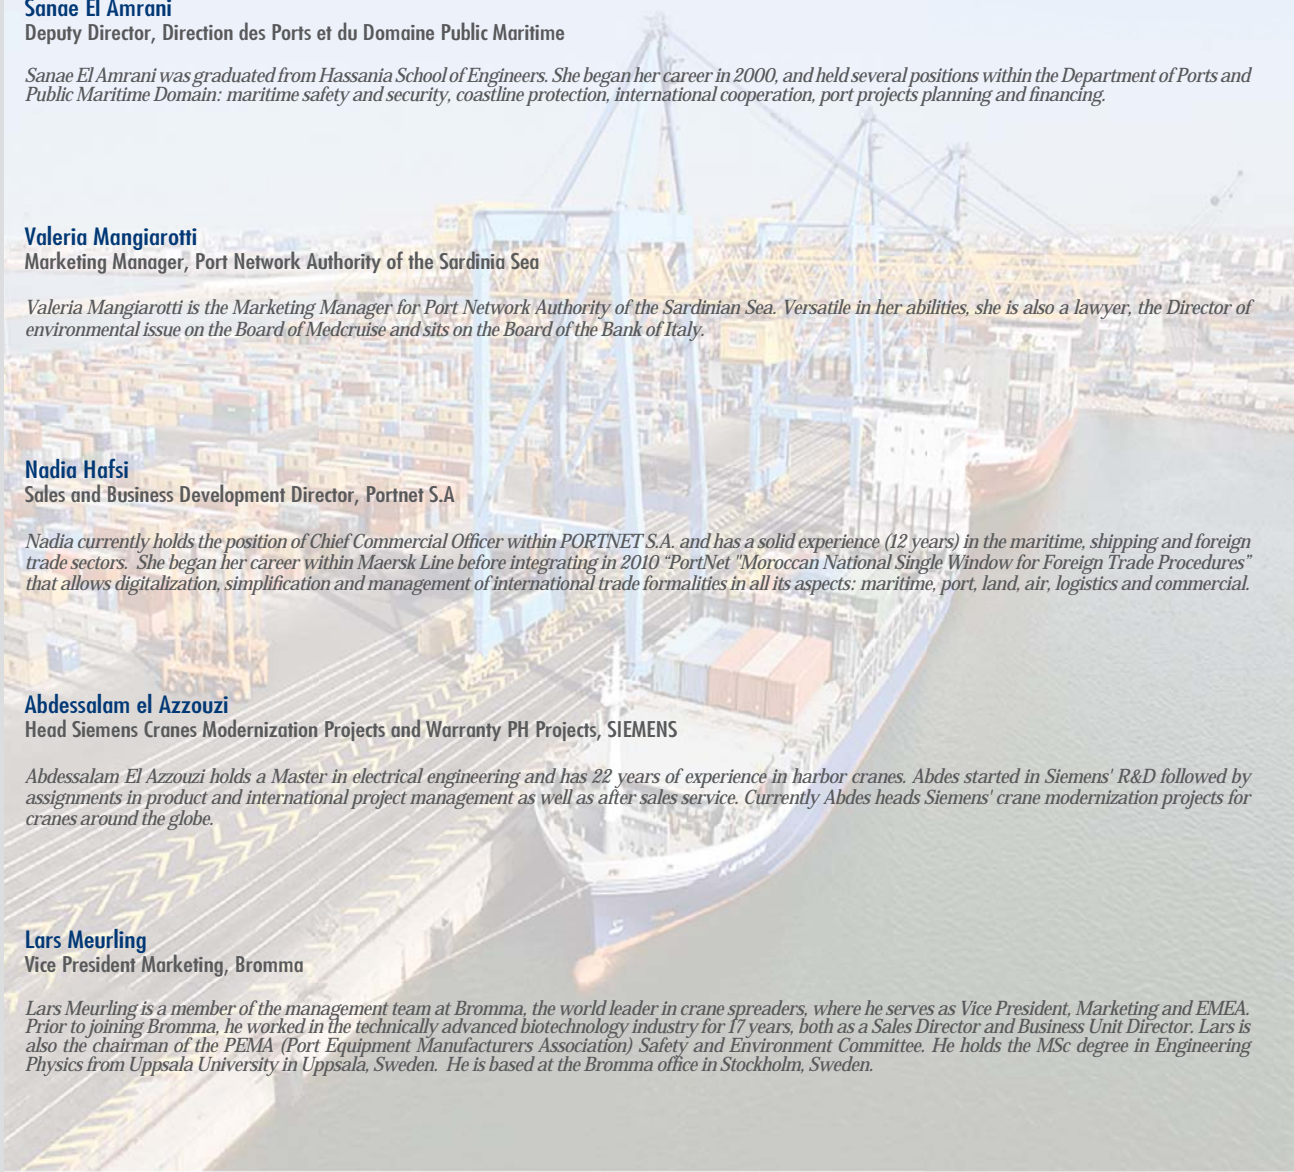 Sanae El Amrani
Deputy Director, Direction des Ports et du Domaine Public Maritime
Sanae El Amrani was graduated from Hassania School of Engineers. She began her career in 2000, and held several positions within the Department of Ports and
Public Maritime Domain: maritime safety and security, coastline protection, international cooperation, port projects planning and financing.
Valeria Mangiarotti
Marketing Manager, Port Network Authority of the Sardinia Sea
Valeria Mangiarotti is the Marketing Manager for Port Network Authority of the Sardinian Sea. Versatile in her abilities, she is also a lawyer, the Director of
environmental issue on the Board of Medcruise and sits on the Board of the Bank of Italy.
Nadia Hafsi
Sales and Business Development Director, Portnet S.A
Nadia currently holds the position of Chief Commercial Officer within PORTNET S.A. and has a solid experience (12 years) in the maritime, shipping and foreign
trade sectors. She began her career within Maersk Line before integrating in 2010 “PortNet "Moroccan National Single Window for Foreign Trade Procedures”
that allows digitalization, simplification and management of international trade formalities in all its aspects: maritime, port, land, air, logistics and commercial.
Abdessalam el Azzouzi
Head Siemens Cranes Modernization Projects and Warranty PH Projects, SIEMENS
Abdessalam El Azzouzi holds a Master in electrical engineering and has 22 years of experience in harbor cranes. Abdes started in Siemens' R&D followed by
assignments in product and international project management as well as after sales service. Currently Abdes heads Siemens' crane modernization projects for
cranes around the globe.
Lars Meurling
Vice President Marketing, Bromma
Lars Meurling is a member of the management team at Bromma, the world leader in crane spreaders, where he serves as Vice President, Marketing and EMEA.
Prior to joining Bromma, he worked in the technically advanced biotechnology industry for 17 years, both as a Sales Director and Business Unit Director. Lars is
also the chairman of the PEMA (Port Equipment Manufacturers Association) Safety and Environment Committee. He holds the MSc degree in Engineering
Physics from Uppsala University in Uppsala, Sweden. He is based at the Bromma office in Stockholm, Sweden.